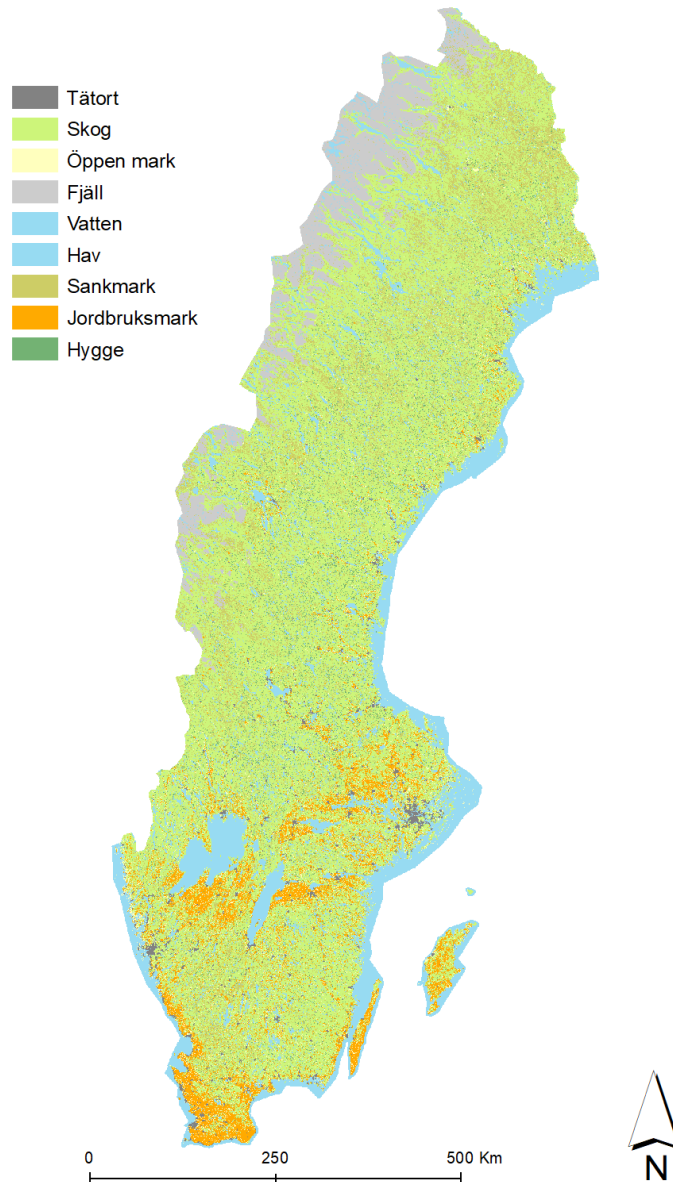 Tätort
Skog
Öppen mark
Fjäll
Vatten
Hav
Sankmark
Jordbruksmark
Hygge
0 250 500 Km
N